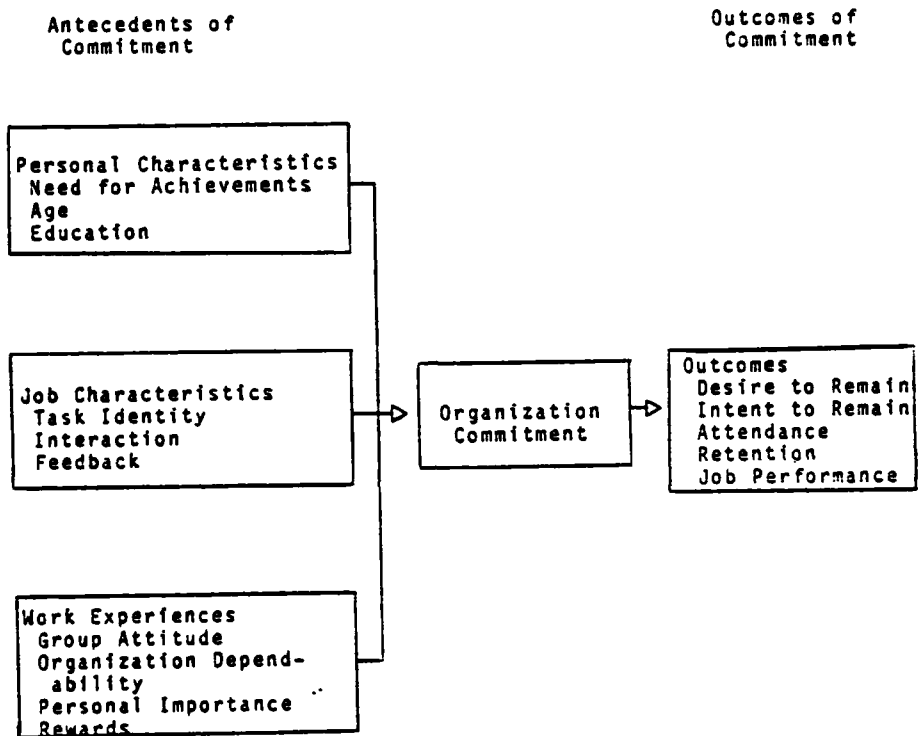 Antecedents of
Commitment
Outcomes of
Commitment
Personal Characteristics
Need for Achievements
Age
Education
Job Characteristics
Task Identity
Interaction
Feedback
Organization
Commitment
Outcomes
Desire to Remain
Intent to Remain
Attendance
Retention
Job Performance
Work Experiences
Group Attitude
Organization Depend-
ability
Personal Importance
Rewards